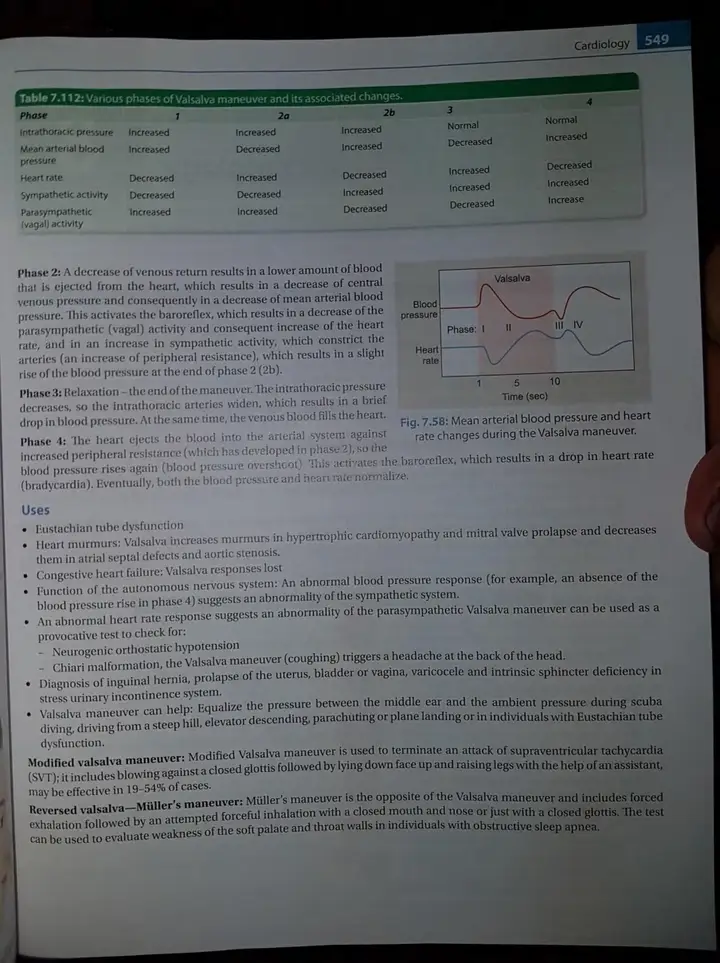 Cardiology 549
Table 7.112: Various phases of Valsalva maneuver and its associated changes.
Phase 1 2a 2b 3 4
Intrathoracic pressure Increased Increased Increased Normal Normal
Mean arterial blood pressure Increased Decreased Increased Decreased Increased
Heart rate Decreased Increased Decreased Increased Decreased
Sympathetic activity Decreased Decreased Increased Increased Increased
Parasympathetic (vagal) activity Increased Increased Decreased Decreased Increase
Phase 2: A decrease of venous return results in a lower amount of blood
that is ejected from the heart, which results in a decrease of central
venous pressure and consequently in a decrease of mean arterial blood
pressure. This activates the baroreflex, which results in a decrease of the
parasympathetic (vagal) activity and consequent increase of the heart
rate, and in an increase in sympathetic activity, which constrict the
arteries (an increase of peripheral resistance), which results in a slight
rise of the blood pressure at the end of phase 2 (2b).
Phase 3: Relaxation – the end of the maneuver. The intrathoracic pressure
decreases, so the intrathoracic arteries widen, which results in a brief
drop in blood pressure. At the same time, the venous blood fills the heart.
Phase 4: The heart ejects the blood into the arterial system against
increased peripheral resistance (which has developed in phase 2), so the
blood pressure rises again (blood pressure overshoot) This activates the baroreflex, which results in a drop in heart rate
(bradycardia). Eventually, both the blood pressure and heart rate normalize.
Valsalva
Blood
pressure
Phase: I II III IV
Heart
rate
1 5 10
Time (sec)
Fig. 7.58: Mean arterial blood pressure and heart
rate changes during the Valsalva maneuver.
Uses
• Eustachian tube dysfunction
• Heart murmurs: Valsalva increases murmurs in hypertrophic cardiomyopathy and mitral valve prolapse and decreases
them in atrial septal defects and aortic stenosis.
• Congestive heart failure: Valsalva responses lost
• Function of the autonomous nervous system: An abnormal blood pressure response (for example, an absence of the
blood pressure rise in phase 4) suggests an abnormality of the sympathetic system.
• An abnormal heart rate response suggests an abnormality of the parasympathetic Valsalva maneuver can be used as a
provocative test to check for:
– Neurogenic orthostatic hypotension
– Chiari malformation, the Valsalva maneuver (coughing) triggers a headache at the back of the head.
• Diagnosis of inguinal hernia, prolapse of the uterus, bladder or vagina, varicocele and intrinsic sphincter deficiency in
stress urinary incontinence system.
• Valsalva maneuver can help: Equalize the pressure between the middle ear and the ambient pressure during scuba
diving, driving from a steep hill, elevator descending, parachuting or plane landing or in individuals with Eustachian tube
dysfunction.
Modified valsalva maneuver: Modified Valsalva maneuver is used to terminate an attack of supraventricular tachycardia
(SVT); it includes blowing against a closed glottis followed by lying down face up and raising legs with the help of an assistant,
may be effective in 19–54% of cases.
Reversed valsalva—Müller's maneuver: Müller's maneuver is the opposite of the Valsalva maneuver and includes forced
exhalation followed by an attempted forceful inhalation with a closed mouth and nose or just with a closed glottis. The test
can be used to evaluate weakness of the soft palate and throat walls in individuals with obstructive sleep apnea.